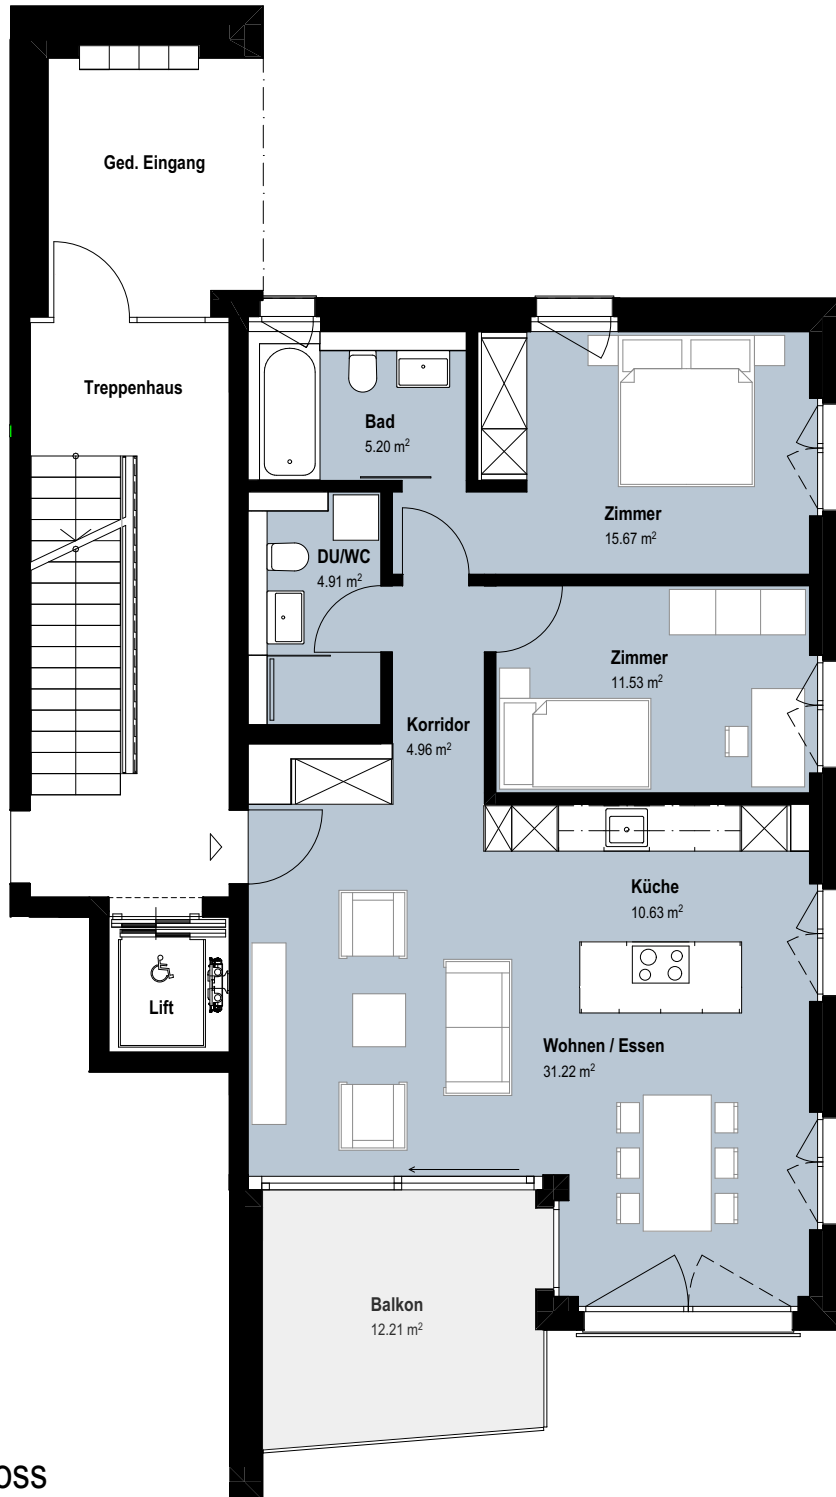 Ged. Eingang
Treppenhaus
Bad
5.20 m²
Zimmer
15.67 m²
DU/WC
4.91 m²
Zimmer
11.53 m²
Korridor
4.96 m²
Küche
10.63 m²
Lift
Wohnen / Essen
31.22 m²
Balkon
12.21 m²
oss